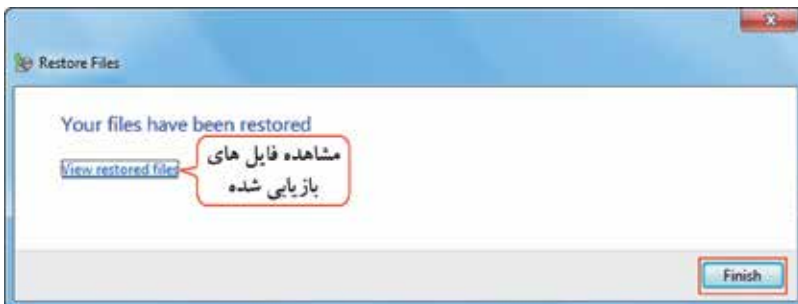 Restore Files
Your files have been restored
View restored files
مشاهده فایل های
بازیابی شده
Finish